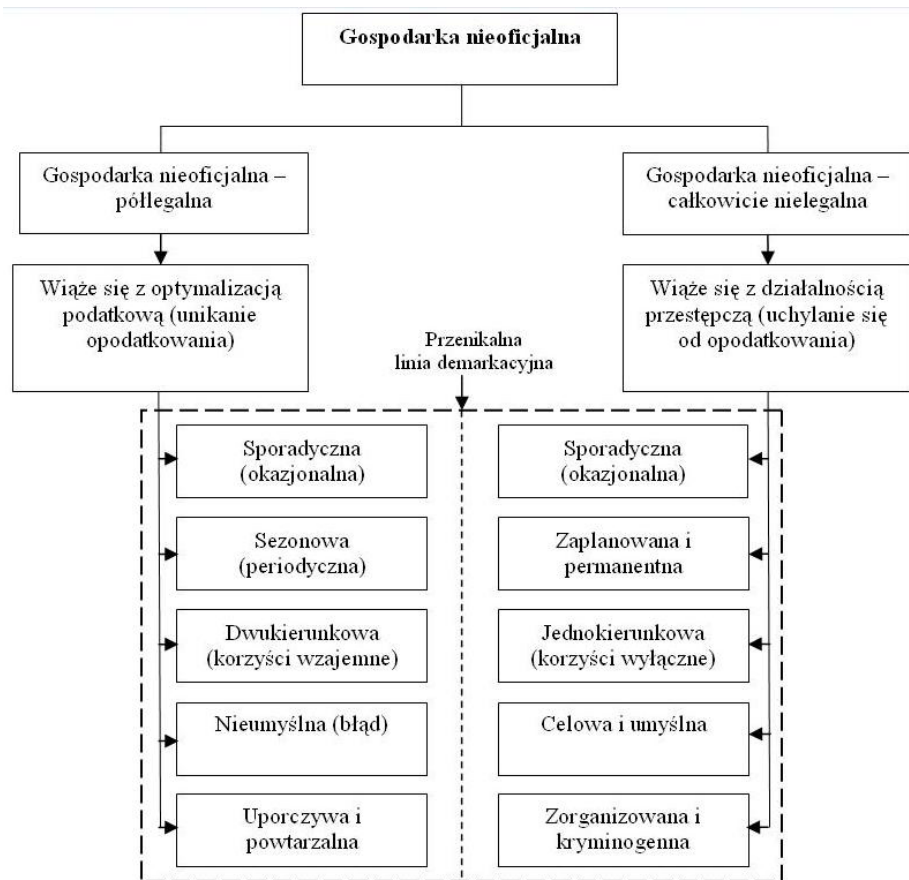 Gospodarka nieoficjalna
Gospodarka nieoficjalna –
półlegalna
Gospodarka nieoficjalna –
całkowicie nielegalna
Wiąże się z optymalizacją
podatkową (unikanie
opodatkowania)
Wiąże się z działalnością
przestępczą (uchylanie się
od opodatkowania)
Przenikalna
linia demarkacyjna
Sporadyczna
(okazjonalna)
Sezonowa
(periodyczna)
Dwukierunkowa
(korzyści wzajemne)
Nieumyślna (błąd)
Uporczywa i
powtarzalna
Sporadyczna
(okazjonalna)
Zaplanowana i
permanentna
Jednokierunkowa
(korzyści wyłączne)
Celowa i umyślna
Zorganizowana i
kryminogenna